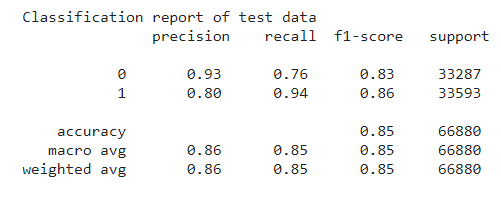 Classification report of test data
precision recall f1-score support
0 0.93 0.76 0.83 33287
1 0.80 0.94 0.86 33593
accuracy 0.85 66880
macro avg 0.86 0.85 0.85 66880
weighted avg 0.86 0.85 0.85 66880